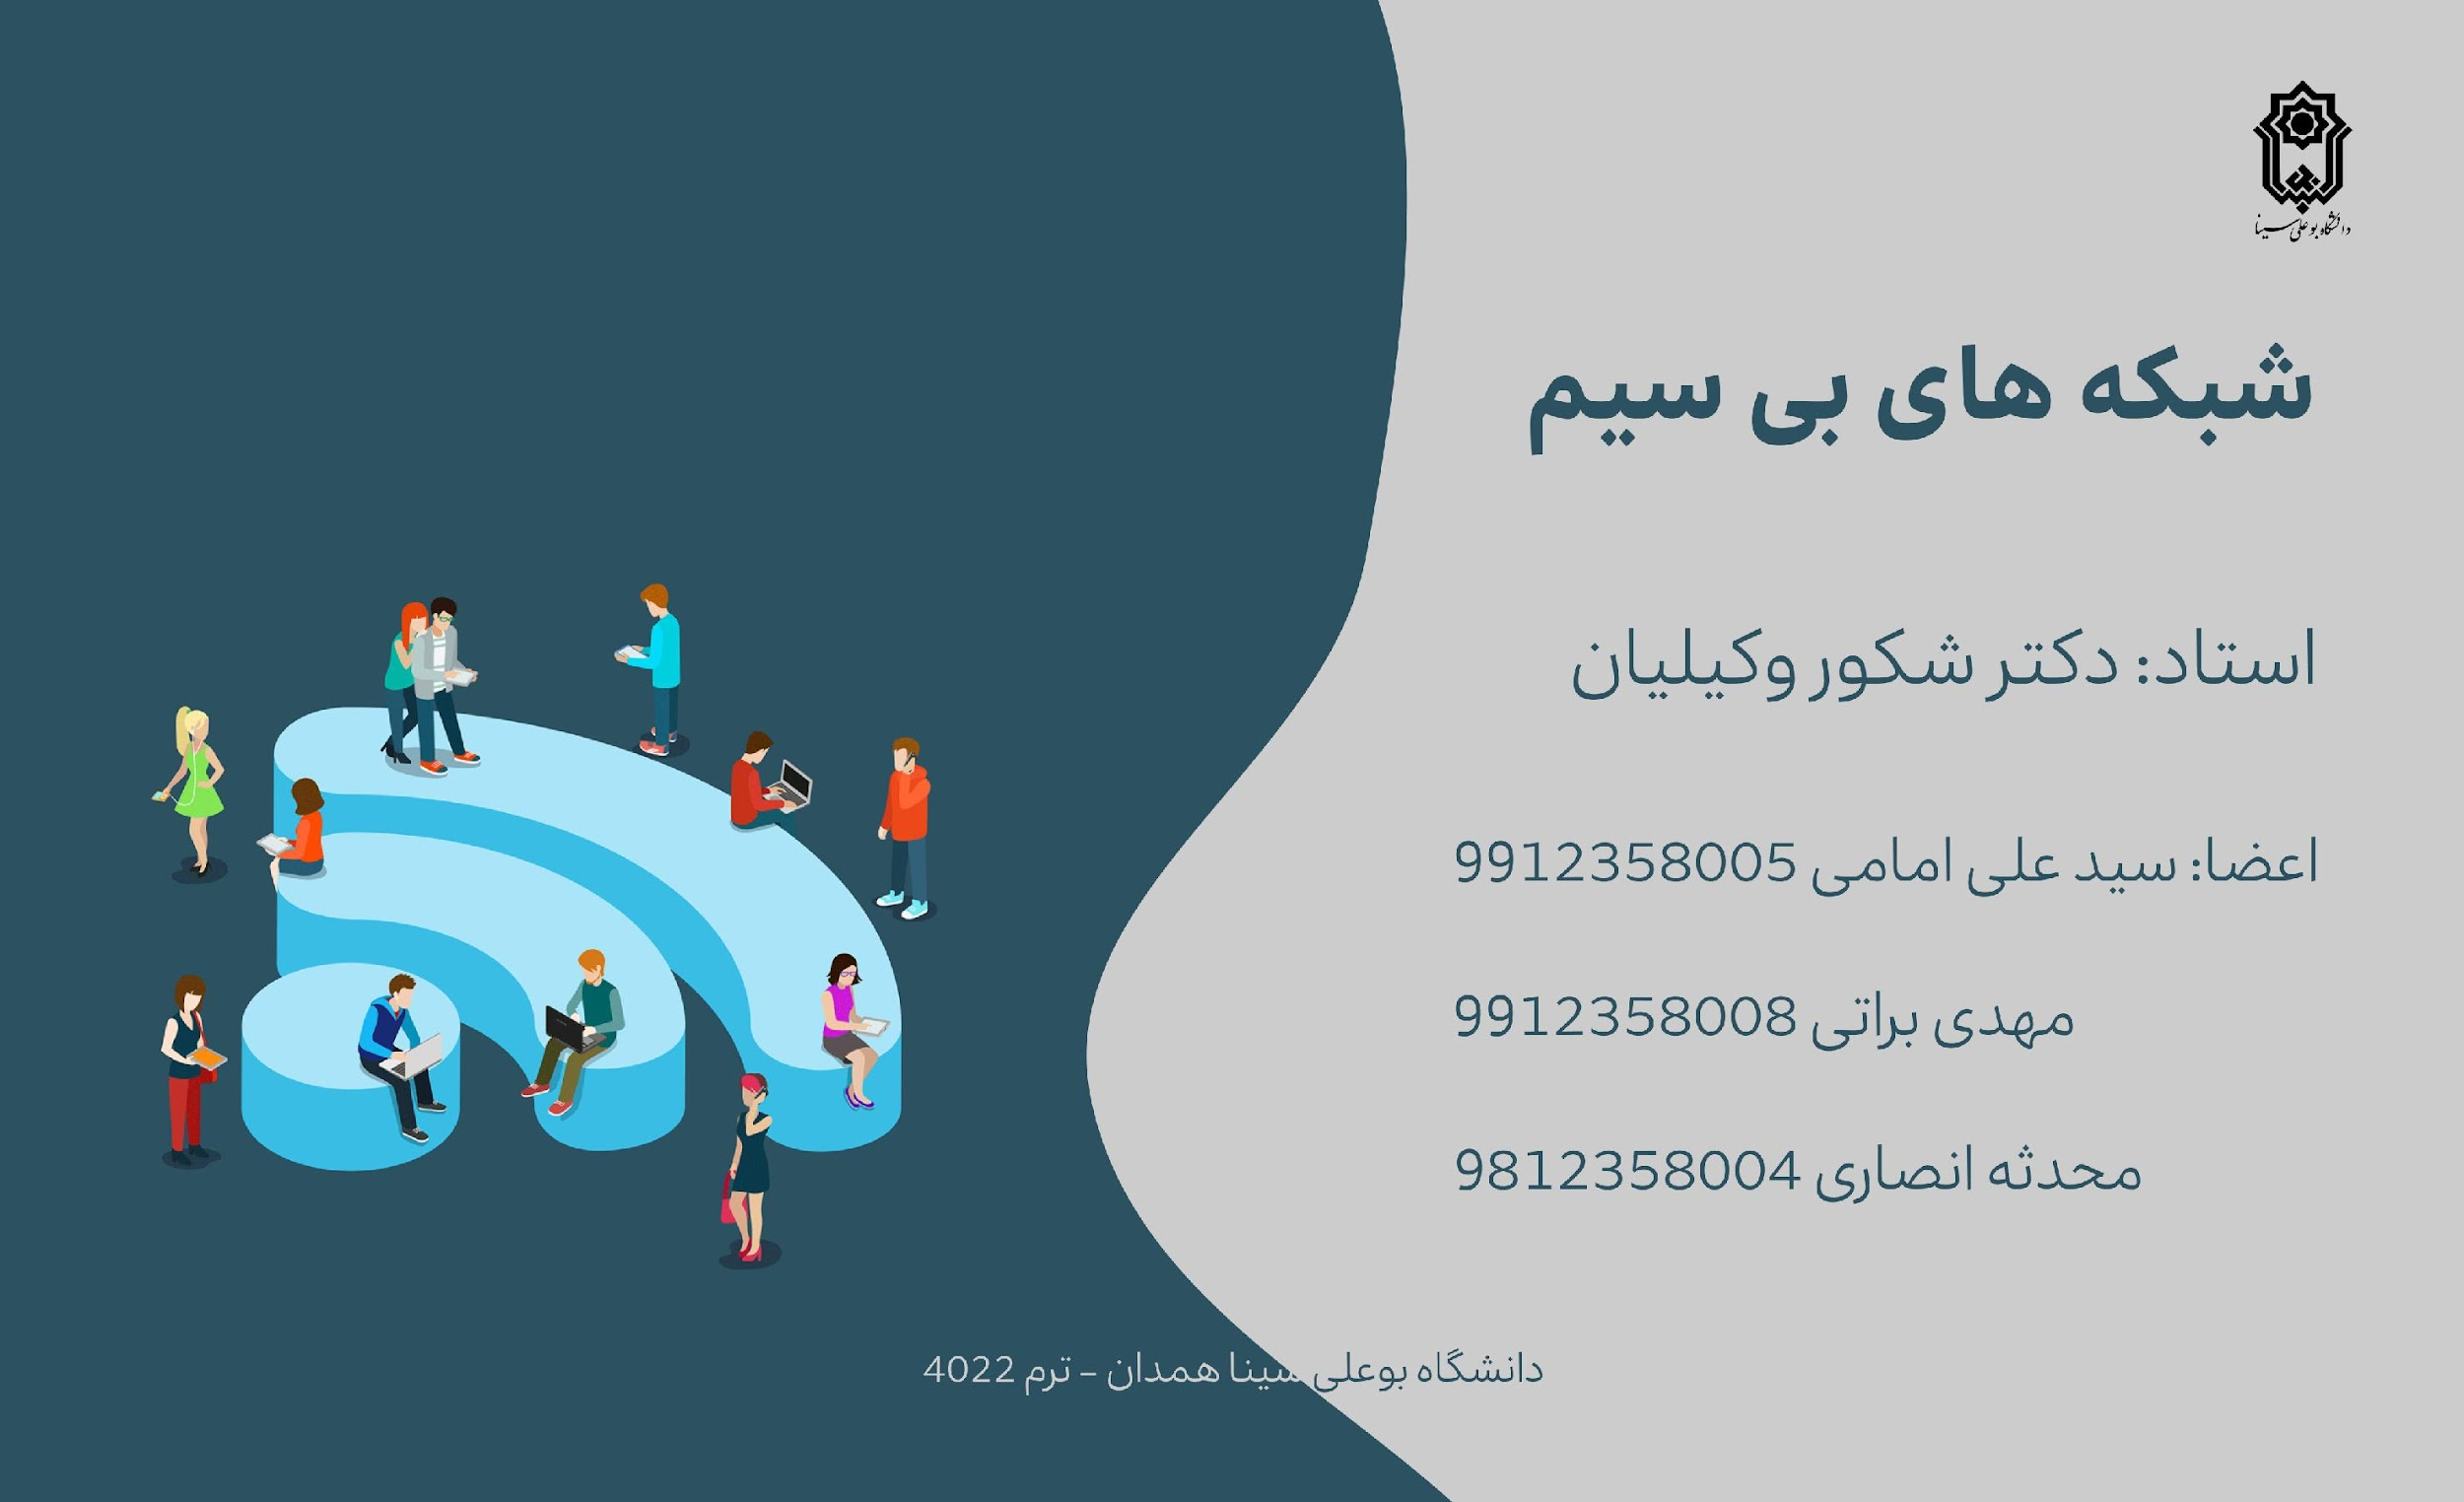 دانشگاه بوعلی سینا
شبکه های بی سیم
استاد: دکتر شکور وکیلیان
اعضا: سید علی امامی 9912358005
مهدی براتی 9912358008
محدثه انصاری 9812358004
دانشگاه بوعلی سینا همدان - ترم 4022